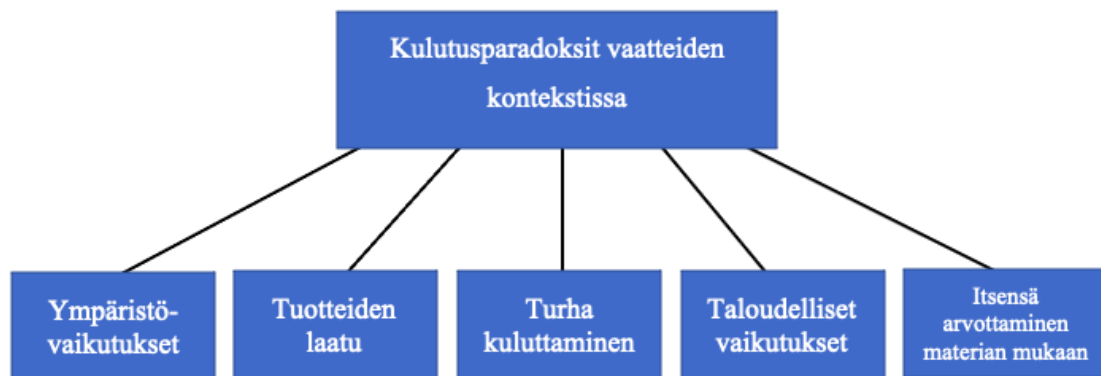 Kulutusparadoksit vaatteiden
kontekstissa
Ympäristö-
vaikutukset
Tuotteiden
laatu
Turha
kuluttaminen
Taloudelliset
vaikutukset
Itsensä
arvottaminen
materian mukaan